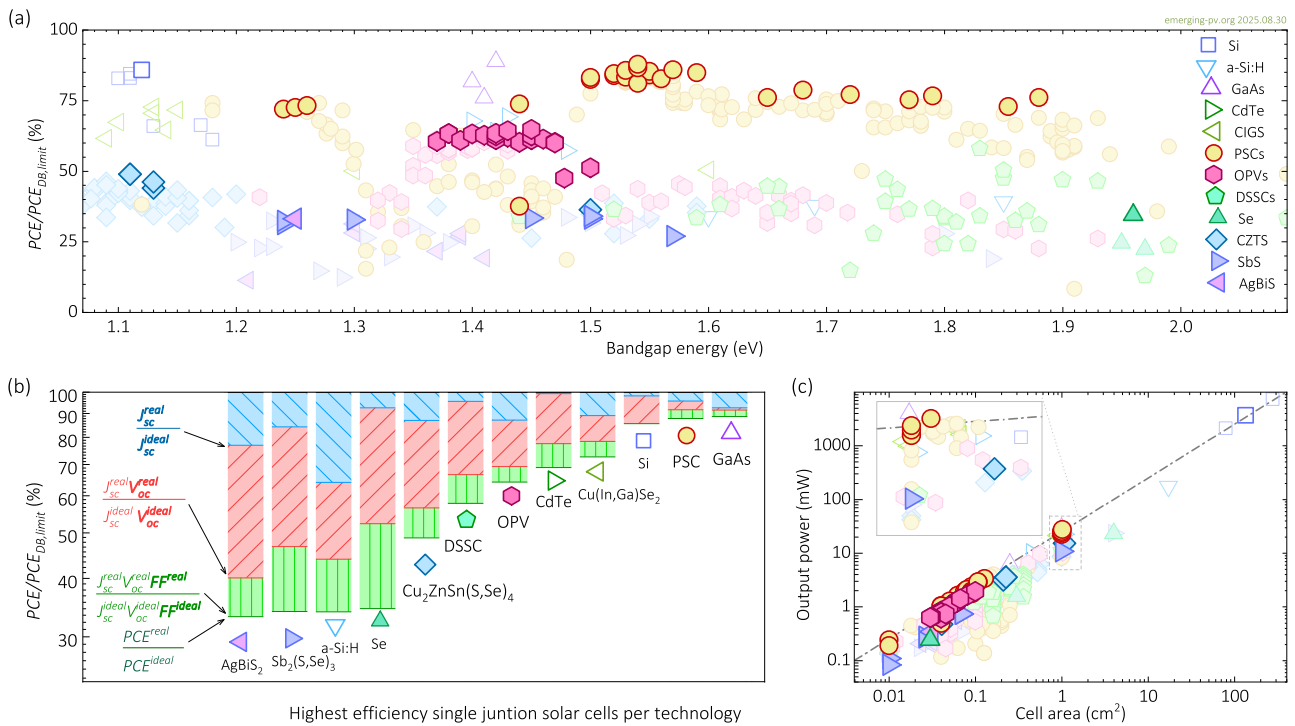 (a)
emerging-pv.org 2025.08.30
100
75
50
25
0
PCE/PCE_DB,limit (%)
1.1 1.2 1.3 1.4 1.5 1.6 1.7 1.8 1.9 2.0
Bandgap energy (eV)
Si
a-Si:H
GaAs
CdTe
CIGS
PSCs
OPVs
DSSCs
Se
CZTS
SbS
AgBiS
(b)
100
90
80
70
60
50
40
30
PCE/PCE_DB,limit (%)
J_sc^real
J_sc^ideal
J_sc^real V_oc^real
J_sc^ideal V_oc^ideal
J_sc^real V_oc^real FF^real
J_sc^ideal V_oc^ideal FF^ideal
PCE^real
PCE^ideal
AgBiS₂
Sb₂(S,Se)₃
a-Si:H
Se
Cu₂ZnSn(S,Se)₄
DSSC
OPV
CdTe
Cu(In,Ga)Se₂
Si
PSC
GaAs
Highest efficiency single juntion solar cells per technology
(c)
1000
100
10
1
0.1
Output power (mW)
0.01 0.1 1 10 100
Cell area (cm²)